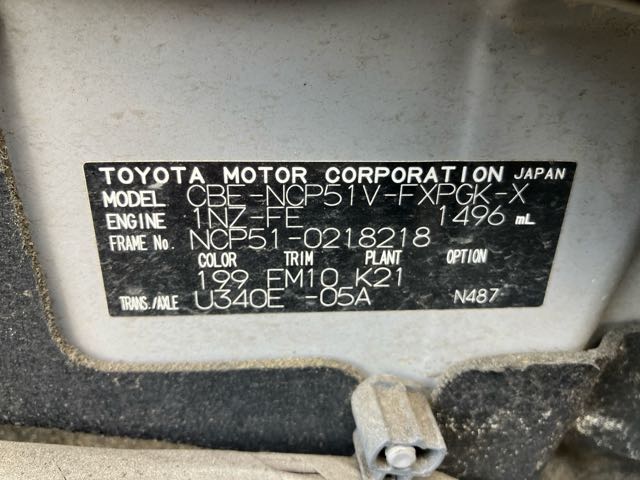 TOYOTA MOTOR CORPORATION JAPAN
MODEL CBE-NCP51V-FXPGK-X
ENGINE 1NZ-FE 1496 mL
FRAME No. NCP51-0218218
COLOR TRIM PLANT OPTION
199 FM10 K21
TRANS./AXLE U340E -05A N487